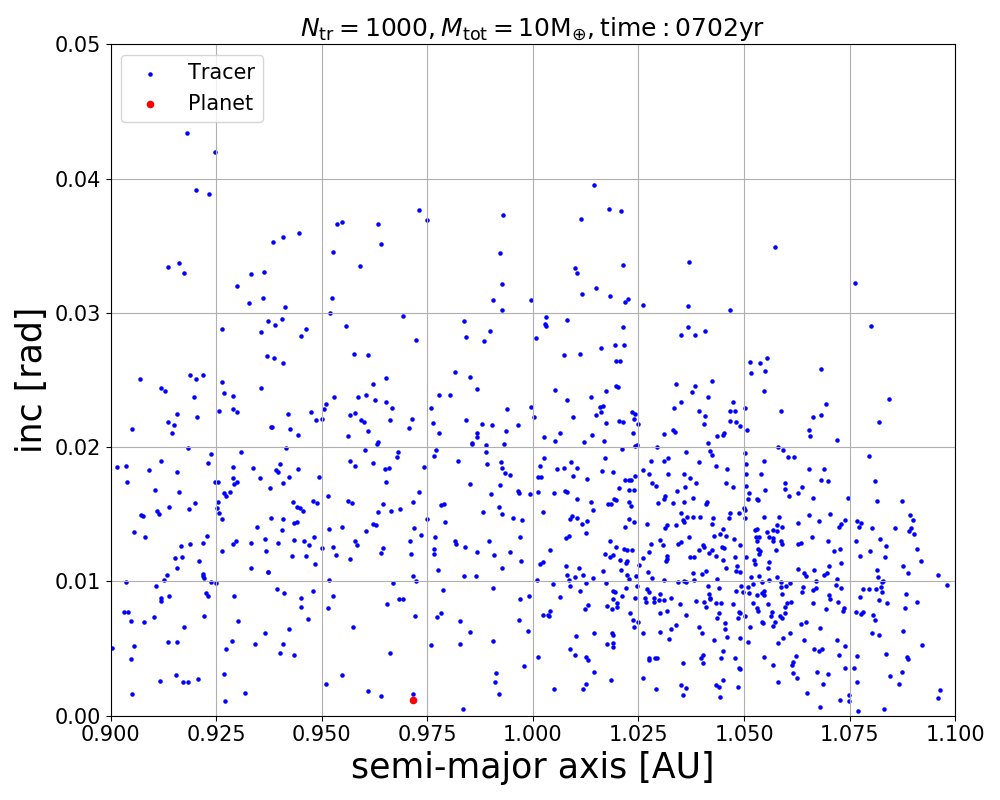 N_tr = 1000, M_tot = 10M_⊕, time : 0702yr
0.05
Tracer
Planet
0.04
0.03
inc [rad]
0.02
0.01
0.00
0.900 0.925 0.950 0.975 1.000 1.025 1.050 1.075 1.100
semi-major axis [AU]